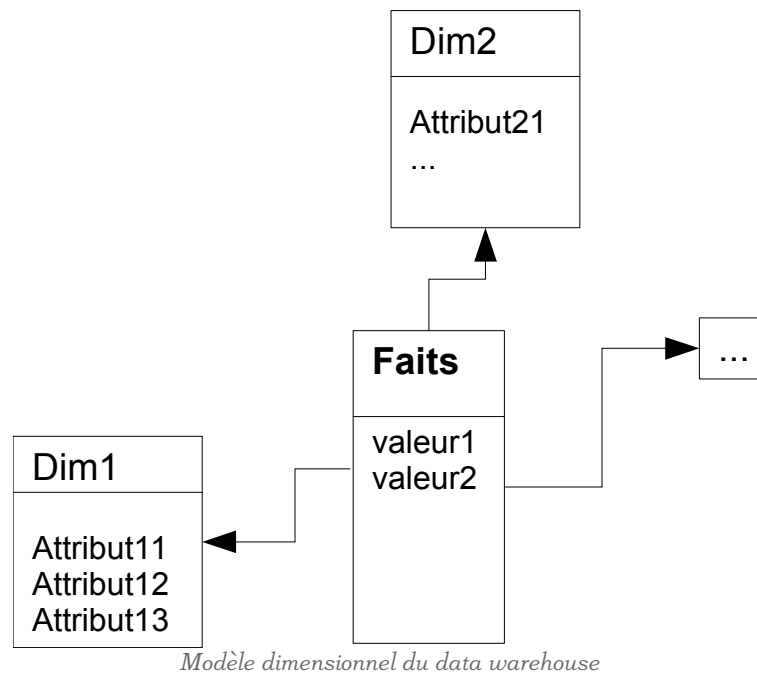 Dim2
Attribut21
...
Faits
valeur1
valeur2
...
Dim1
Attribut11
Attribut12
Attribut13
Modèle dimensionnel du data warehouse